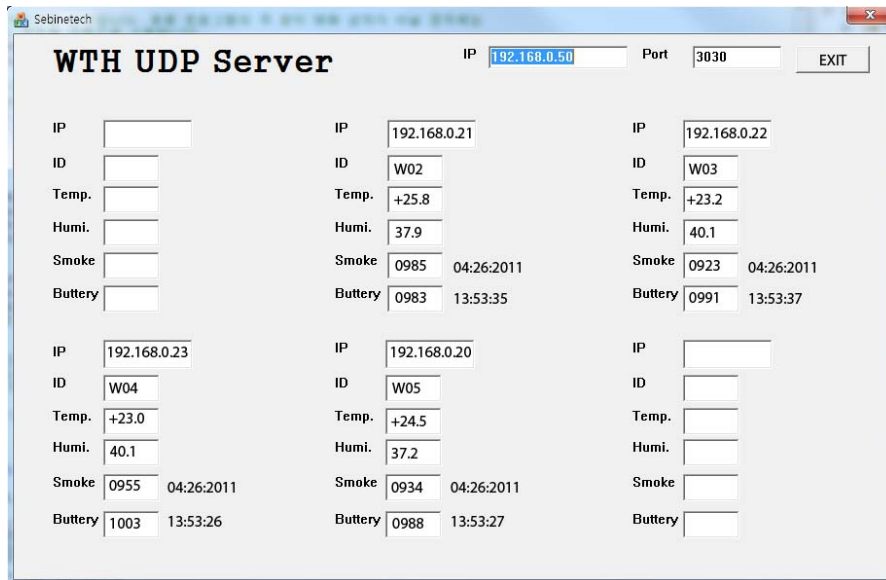 Sebinetech
WTH UDP Server
IP 192.168.0.50 Port 3030 EXIT
IP
ID
Temp.
Humi.
Smoke
Buttery
IP 192.168.0.21
ID W02
Temp. +25.8
Humi. 37.9
Smoke 0985 04:26:2011
Buttery 0983 13:53:35
IP 192.168.0.22
ID W03
Temp. +23.2
Humi. 40.1
Smoke 0923 04:26:2011
Buttery 0991 13:53:37
IP 192.168.0.23
ID W04
Temp. +23.0
Humi. 40.1
Smoke 0955 04:26:2011
Buttery 1003 13:53:26
IP 192.168.0.20
ID W05
Temp. +24.5
Humi. 37.2
Smoke 0934 04:26:2011
Buttery 0988 13:53:27
IP
ID
Temp.
Humi.
Smoke
Buttery